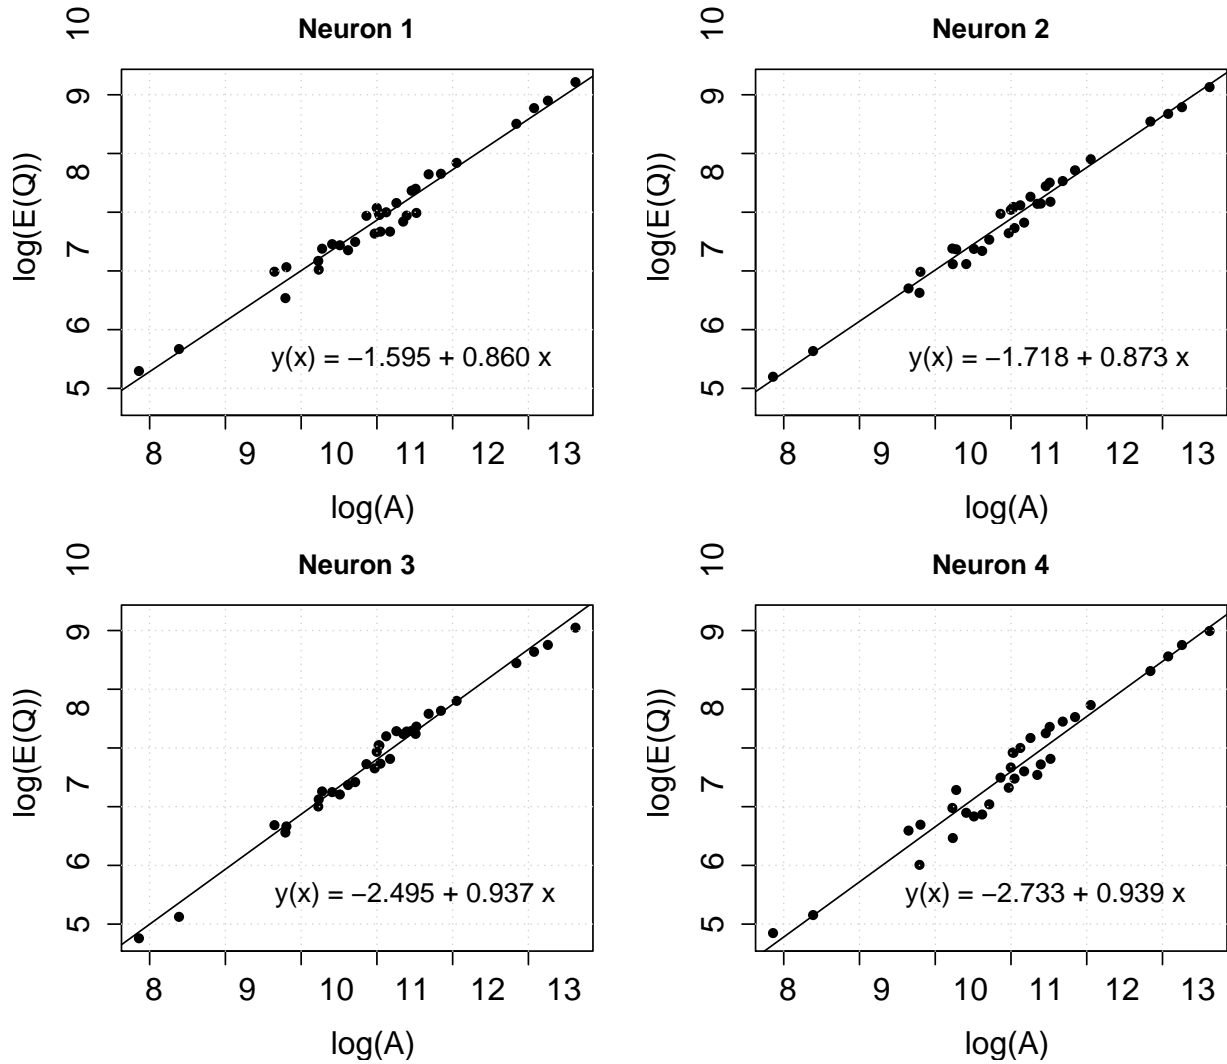 Neuron 1
log(E(Q))
5 6 7 8 9 10
y(x) = −1.595 + 0.860 x
8 9 10 11 12 13
log(A)
Neuron 2
log(E(Q))
5 6 7 8 9 10
y(x) = −1.718 + 0.873 x
8 9 10 11 12 13
log(A)
Neuron 3
log(E(Q))
5 6 7 8 9 10
y(x) = −2.495 + 0.937 x
8 9 10 11 12 13
log(A)
Neuron 4
log(E(Q))
5 6 7 8 9 10
y(x) = −2.733 + 0.939 x
8 9 10 11 12 13
log(A)